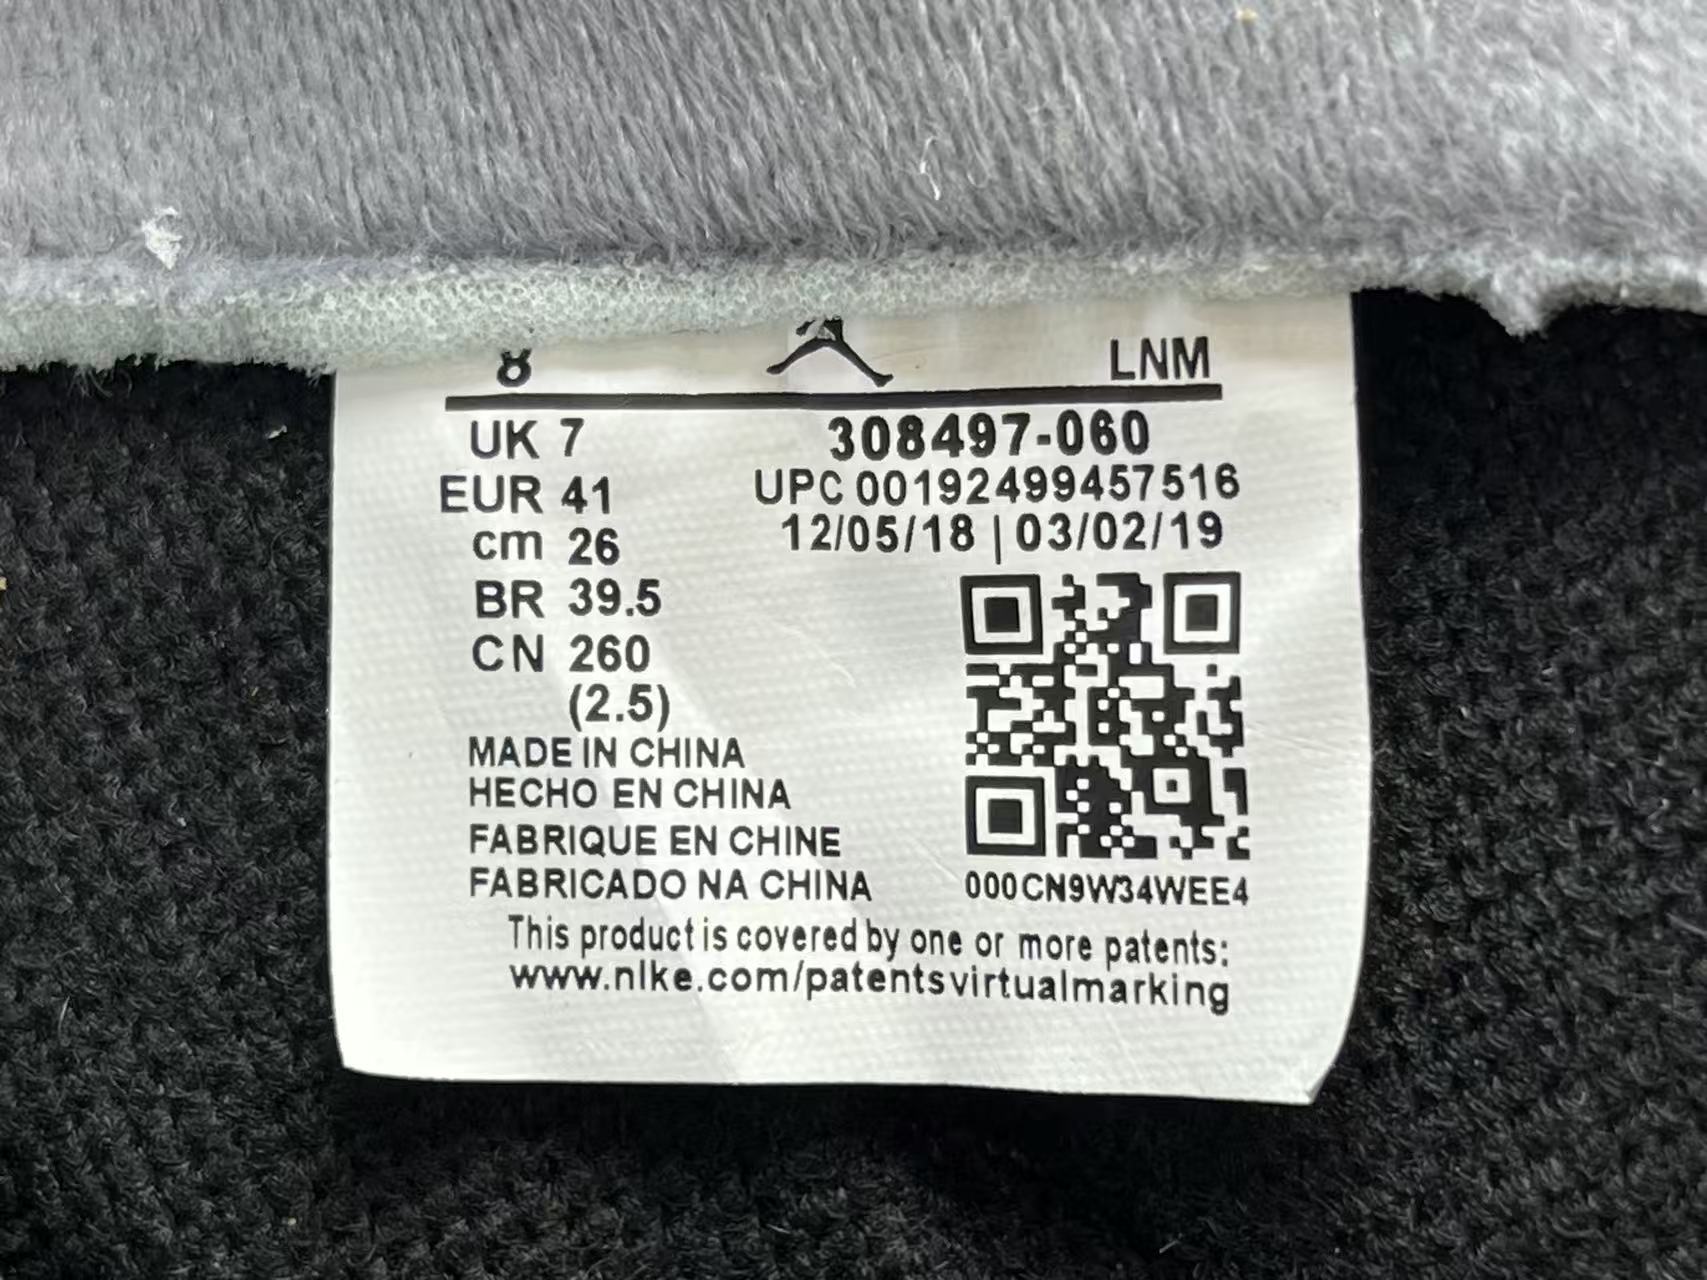 8 LNM
UK 7 308497-060
EUR 41 UPC 00192499457516
cm 26 12/05/18 | 03/02/19
BR 39.5
CN 260
(2.5)
MADE IN CHINA
HECHO EN CHINA
FABRIQUE EN CHINE
FABRICADO NA CHINA 000CN9W34WEE4
This product is covered by one or more patents:
www.nlke.com/patentsvirtualmarking